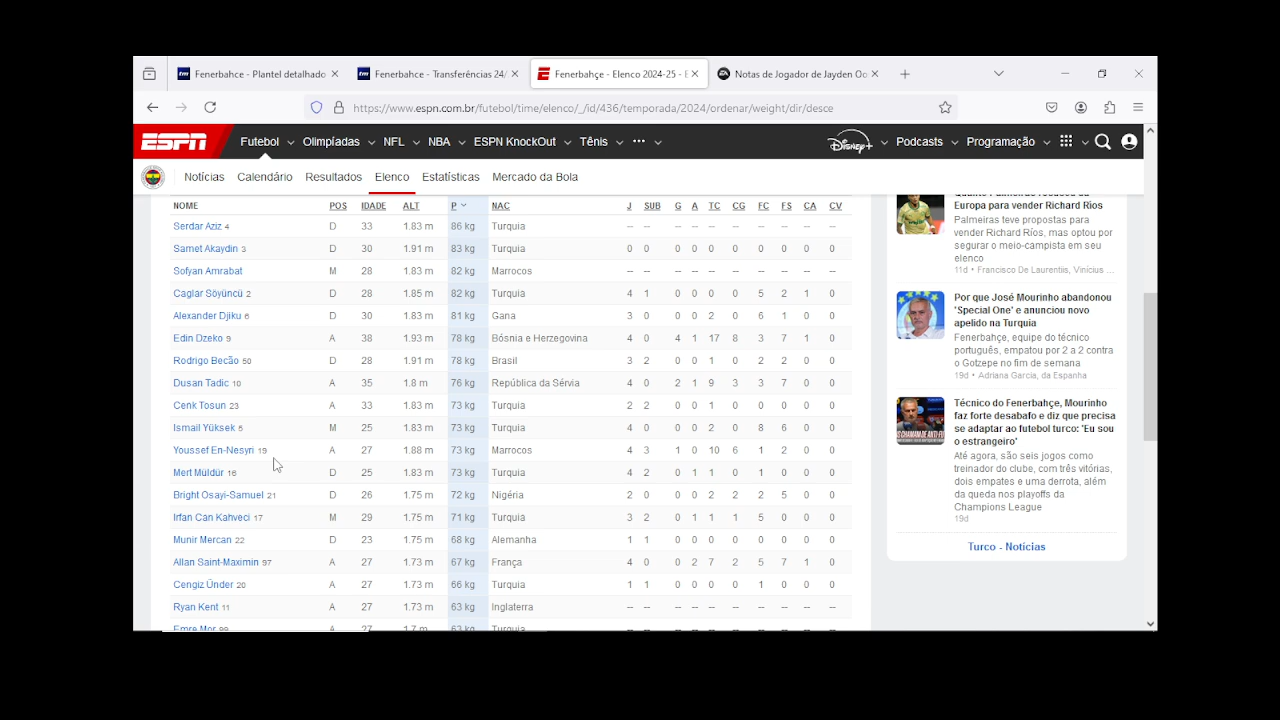 Fenerbahce - Plantel detalhado
Fenerbahce - Transferências 24/
Fenerbahçe - Elenco 2024-25 - E
Notas de Jogador de Jayden Oo
https://www.espn.com.br/futebol/time/elenco/_/id/436/temporada/2024/ordenar/weight/dir/desce
ESPN Futebol Olimpíadas NFL NBA ESPN KnockOut Tênis ••• Disney+ Podcasts Programação
Notícias Calendário Resultados Elenco Estatísticas Mercado da Bola
NOME POS IDADE ALT P NAC J SUB G A TC CG FC FS CA CV
Serdar Aziz 4 D 33 1.83 m 86 kg Turquia -- -- -- -- -- -- -- -- -- --
Samet Akaydin 3 D 30 1.91 m 83 kg Turquia 0 0 0 0 0 0 0 0 0 0
Sofyan Amrabat M 28 1.83 m 82 kg Marrocos -- -- -- -- -- -- -- -- -- --
Caglar Söyüncü 2 D 28 1.85 m 82 kg Turquia 4 1 0 0 0 0 5 2 1 0
Alexander Djiku 6 D 30 1.83 m 81 kg Gana 3 0 0 0 2 0 6 1 0 0
Edin Dzeko 9 A 38 1.93 m 78 kg Bósnia e Herzegovina 4 0 4 1 17 8 3 7 1 0
Rodrigo Becão 50 D 28 1.91 m 78 kg Brasil 3 2 0 0 1 0 2 2 0 0
Dusan Tadic 10 A 35 1.8 m 76 kg República da Sérvia 4 0 2 1 9 3 3 7 0 0
Cenk Tosun 23 A 33 1.83 m 73 kg Turquia 2 2 0 0 1 0 0 0 0 0
Ismail Yüksek 5 M 25 1.83 m 73 kg Turquia 4 0 0 0 2 0 8 6 0 0
Youssef En-Nesyri 19 A 27 1.88 m 73 kg Marrocos 4 3 1 0 10 6 1 2 0 0
Mert Müldür 16 D 25 1.83 m 73 kg Turquia 4 2 0 1 1 0 0 1 0 0
Bright Osayi-Samuel 21 D 26 1.75 m 72 kg Nigéria 2 0 0 0 2 2 2 5 0 0
Irfan Can Kahveci 17 M 29 1.75 m 71 kg Turquia 3 2 0 1 1 1 5 0 0 0
Munir Mercan 22 D 23 1.75 m 68 kg Alemanha 1 1 0 0 0 0 0 0 0 0
Allan Saint-Maximin 97 A 27 1.73 m 67 kg França 4 0 0 2 7 2 5 7 1 0
Cengiz Ünder 20 A 27 1.73 m 66 kg Turquia 1 1 0 0 0 0 1 0 0 0
Ryan Kent 11 A 27 1.73 m 63 kg Inglaterra -- -- -- -- -- -- -- -- -- --
Emre Mor 99 A 27 1.7 m 63 kg Turquia -- -- -- -- -- -- -- -- -- --
Quanto Palmeiras recusou da
Europa para vender Richard Ríos
Palmeiras teve propostas para
vender Richard Ríos, mas optou por
segurar o meio-campista em seu
elenco
11d • Francisco De Laurentiis, Vinícius ...
Por que José Mourinho abandonou
'Special One' e anunciou novo
apelido na Turquia
Fenerbahçe, equipe do técnico
português, empatou por 2 a 2 contra
o Gotzepe no fim de semana
19d • Adriana Garcia, da Espanha
Técnico do Fenerbahçe, Mourinho
faz forte desabafo e diz que precisa
se adaptar ao futebol turco: 'Eu sou
o estrangeiro'
Até agora, são seis jogos como
treinador do clube, com três vitórias,
dois empates e uma derrota, além
da queda nos playoffs da
Champions League
19d
Turco - Notícias